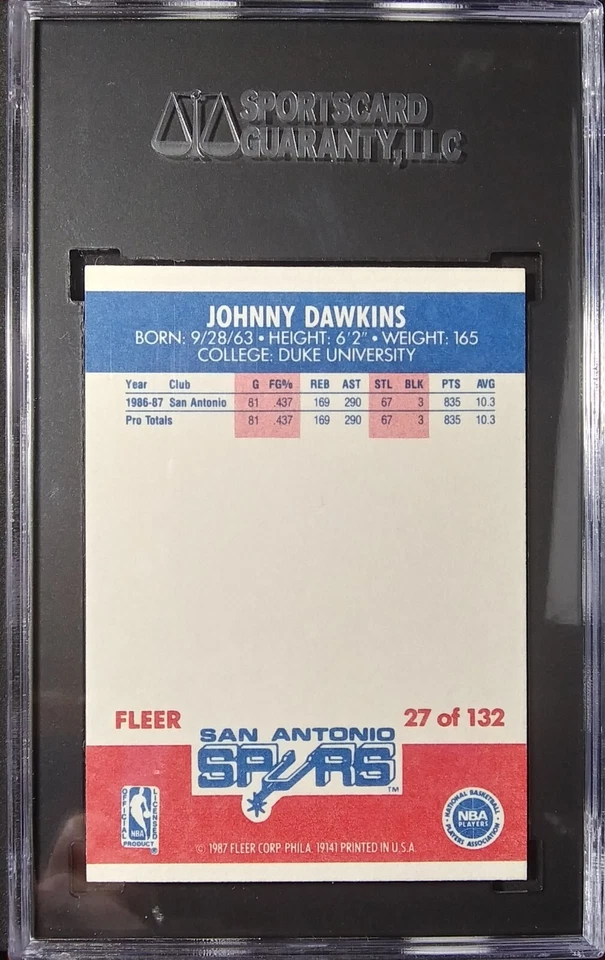 SPORTSCARD
GUARANTY, LLC
JOHNNY DAWKINS
BORN: 9/28/63 • HEIGHT: 6'2" • WEIGHT: 165
COLLEGE: DUKE UNIVERSITY
Year Club G FG% REB AST STL BLK PTS AVG
1986-87 San Antonio 81 .437 169 290 67 3 835 10.3
Pro Totals 81 .437 169 290 67 3 835 10.3
FLEER 27 of 132
SAN ANTONIO
SPURS
TM
OFFICIAL LICENSED
NBA
PRODUCT
®
NATIONAL BASKETBALL
NBA
PLAYERS
PLAYERS ASSOCIATION
© 1987 FLEER CORP. PHILA. 19141 PRINTED IN U.S.A.